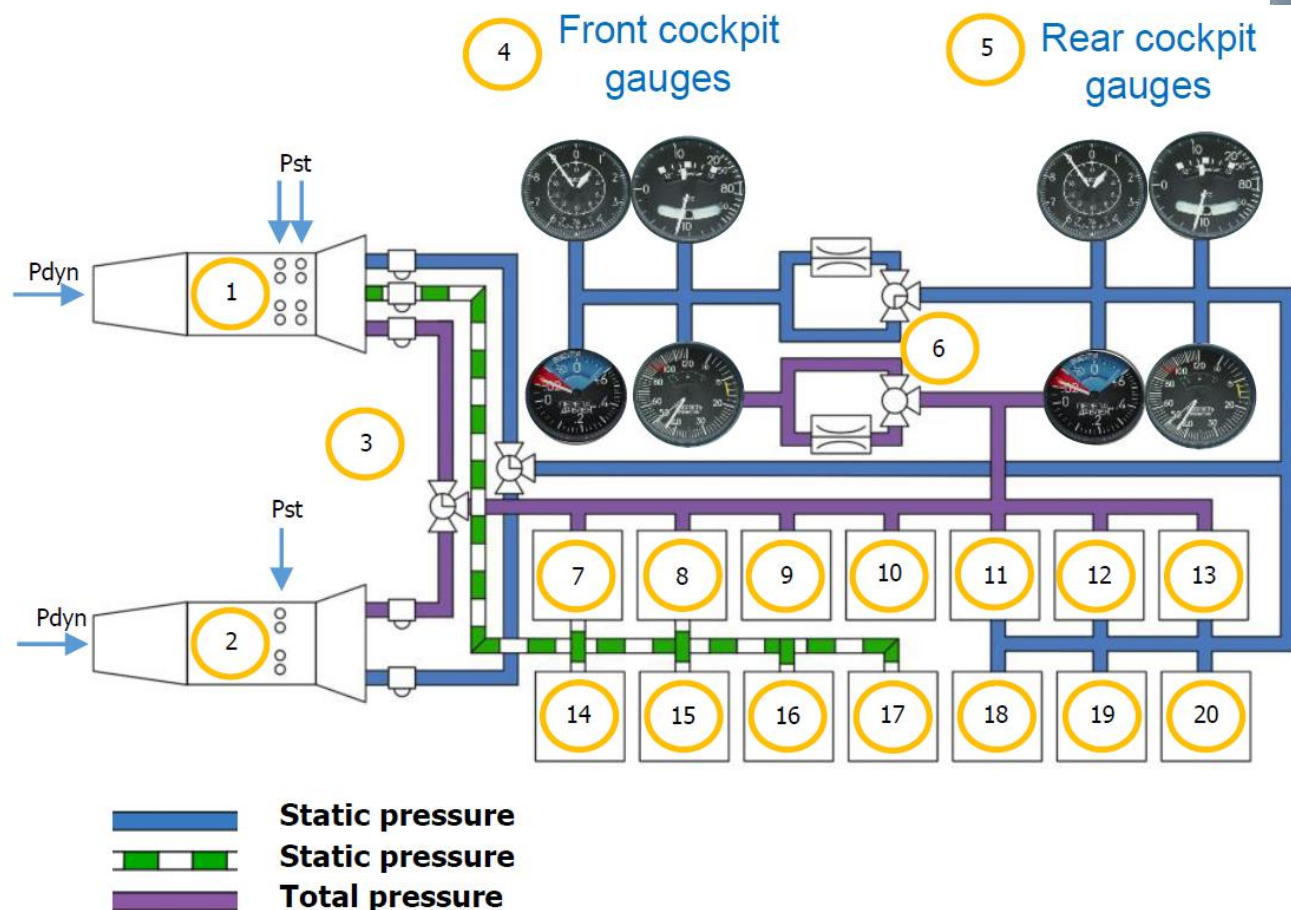 4
Front cockpit
gauges
5
Rear cockpit
gauges
Pst
Pdyn
1
6
3
Pst
Pdyn
2
7
8
9
10
11
12
13
14
15
16
17
18
19
20
Static pressure
Static pressure
Total pressure